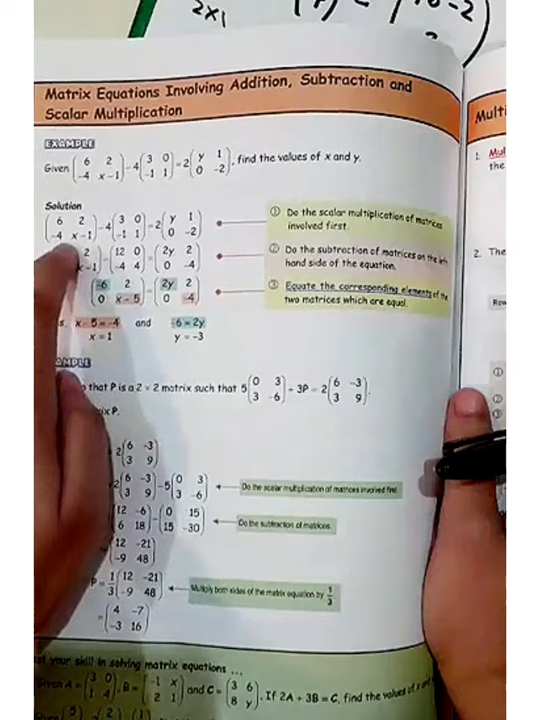 2x1
Matrix Equations Involving Addition, Subtraction and
Scalar Multiplication
Multi
EXAMPLE
Given (6 2 / -4 x-1) - 4(3 0 / -1 1) = 2(y 1 / 0 -2), find the values of x and y.
1. Mul
the
Solution
(6 2 / -4 x-1) - 4(3 0 / -1 1) = 2(y 1 / 0 -2)
① Do the scalar multiplication of matrices
involved first.
2 / x-1) - (12 0 / -4 4) = (2y 2 / 0 -4)
② Do the subtraction of matrices on the left
hand side of the equation.
2. The
(-6 2 / 0 x-5) = (2y 2 / 0 -4)
③ Equate the corresponding elements of the
two matrices which are equal.
Row
x - 5 = -4 and -6 = 2y
x = 1 y = -3
①
②
③
that P is a 2 × 2 matrix such that 5(0 3 / 3 -6) + 3P = 2(6 -3 / 3 9).
P.
2(6 -3 / 3 9)
2(6 -3 / 3 9) - 5(0 3 / 3 -6)
Do the scalar multiplication of matrices involved first.
(12 -6 / 6 18) - (0 15 / 15 -30)
Do the subtraction of matrices.
(12 -21 / -9 48)
P = 1/3 (12 -21 / -9 48)
Multiply both sides of the matrix equation by 1/3
= (4 -7 / -3 16)
your skill in solving matrix equations ...
Given A = (3 0 / 1 4), B = (-1 x / 2 1) and C = (3 6 / 8 y). If 2A + 3B = C, find the values of x and